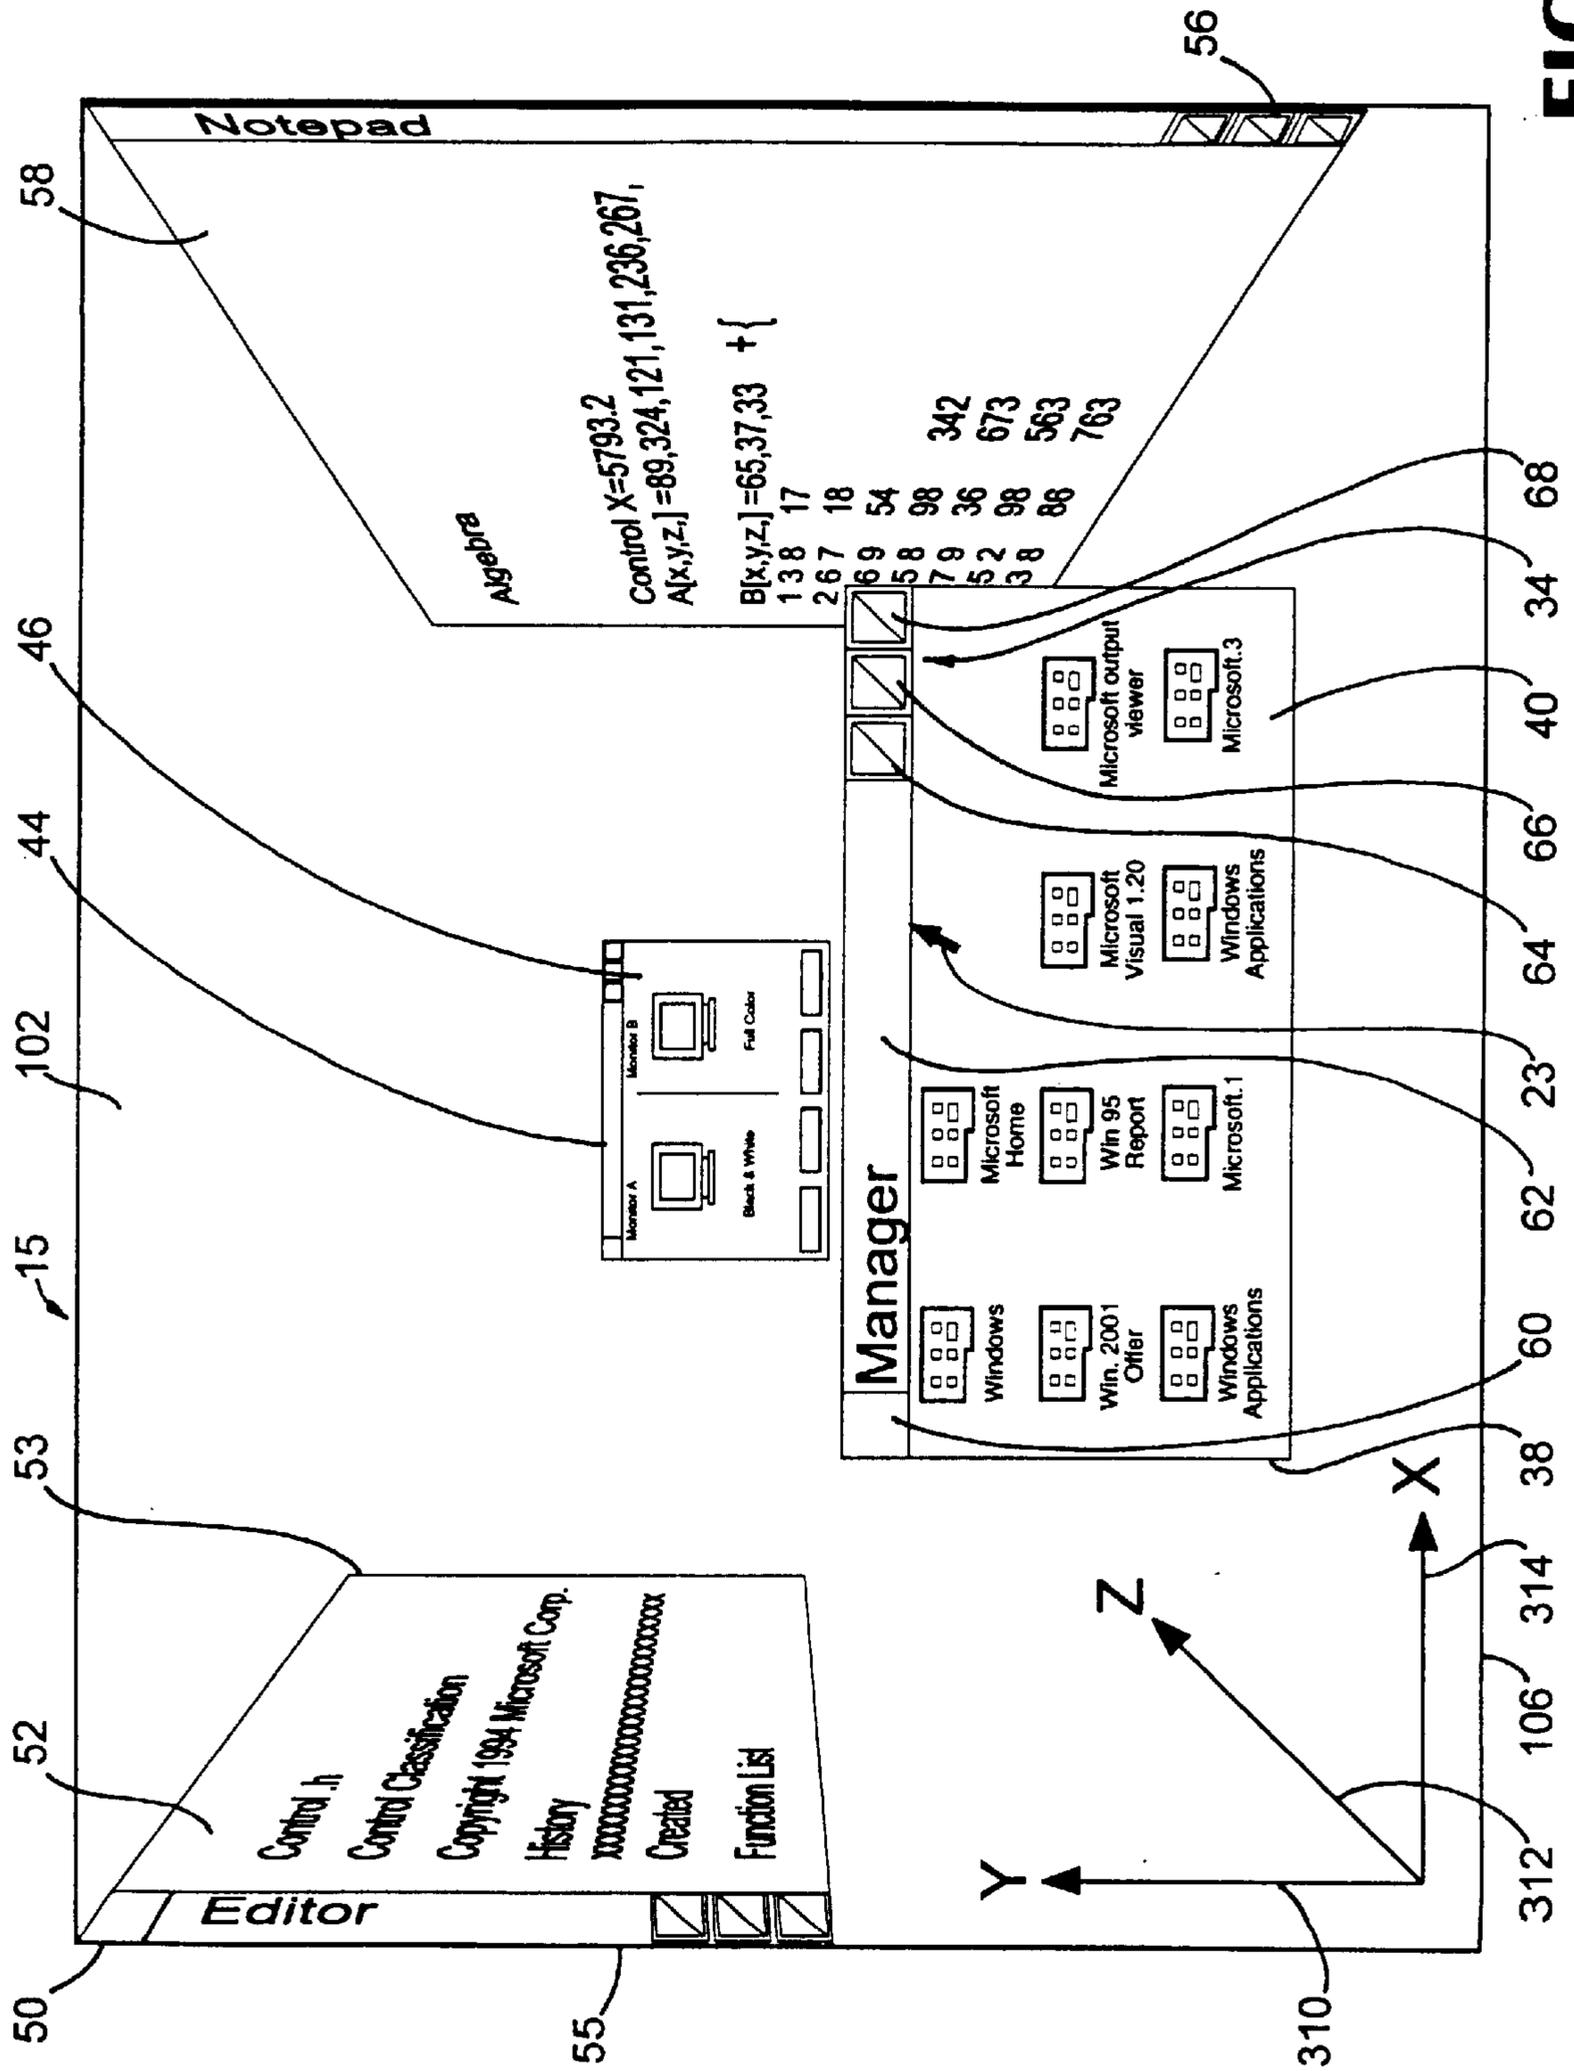 50
52
53
15
102
44
46
58
55
56
Editor
Control .h
Control Classification
Copyright 1994 Microsoft Corp.
History
Created
Function List
Monitor A
Monitor B
Black & White
Full Color
Notepad
Algebra
Control X=5793.2
A[x,y,z,] =89,324,121,131,236,267,
B[x,y,z,] =65,37,33 +{
1 3 8 17
2 6 7 18
6 9 54
5 8 98 342
7 9 36 673
5 2 98 563
3 8 86 763
Manager
Windows
Microsoft
Home
Win. 2001
Offer
Win 95
Report
Microsoft
Visual 1.20
Microsoft output
viewer
Windows
Applications
Microsoft.1
Windows
Applications
Microsoft.3
Y
Z
X
310
312
106
314
38
60
62
23
64
66
40
34
68